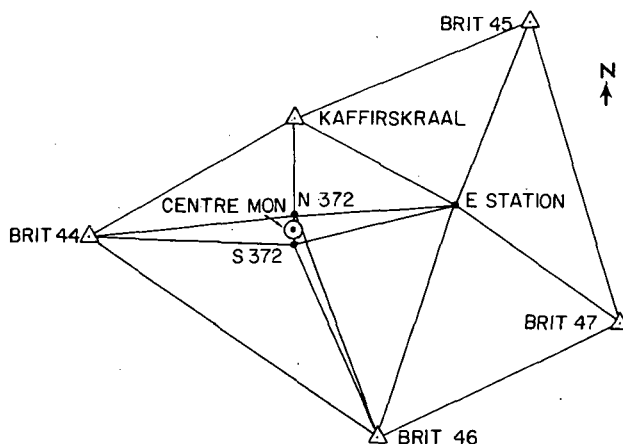 BRIT 45
N
KAFFIRSKRAAL
CENTRE MON
N 372
E STATION
BRIT 44
S 372
BRIT 47
BRIT 46